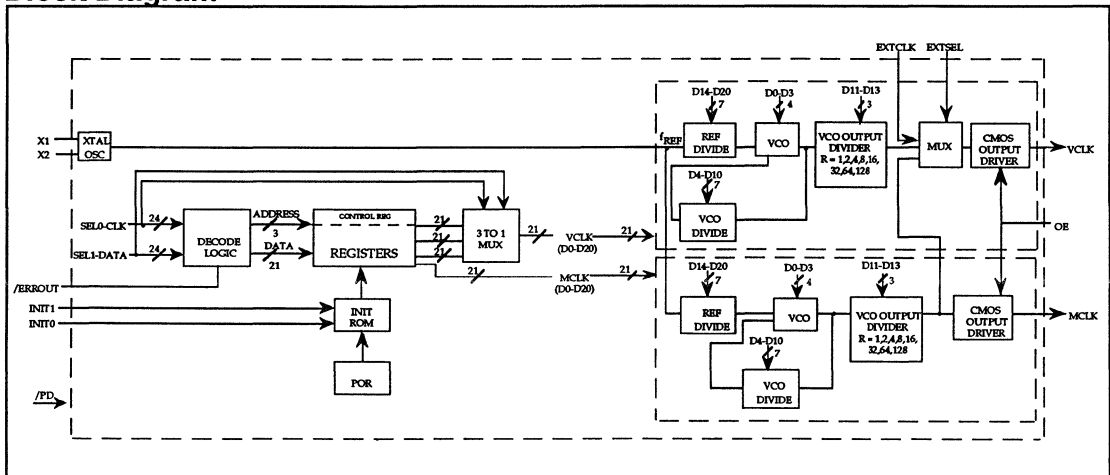 EXTCLK EXTSEL
D14-D20
7
D0-D3
4
D11-D13
3
X1
X2
XTAL
OSC
fREF
REF
DIVIDE
VCO
VCO OUTPUT
DIVIDER
R = 1,2,4,8,16,
32,64,128
MUX
CMOS
OUTPUT
DRIVER
VCLK
D4-D10
7
VCO
DIVIDE
OE
SEL0-CLK
24
SEL1-DATA
24
DECODE
LOGIC
ADDRESS
3
DATA
21
CONTROL REG
REGISTERS
21
21
21
3 TO 1
MUX
21
VCLK
(D0-D20)
21
21
MCLK
(D0-D20)
21
/ERROUT
INIT1
INIT0
INIT
ROM
POR
/PD
D14-D20
7
D0-D3
4
D11-D13
3
REF
DIVIDE
VCO
VCO OUTPUT
DIVIDER
R = 1,2,4,8,16,
32,64,128
CMOS
OUTPUT
DRIVER
MCLK
D4-D10
7
VCO
DIVIDE